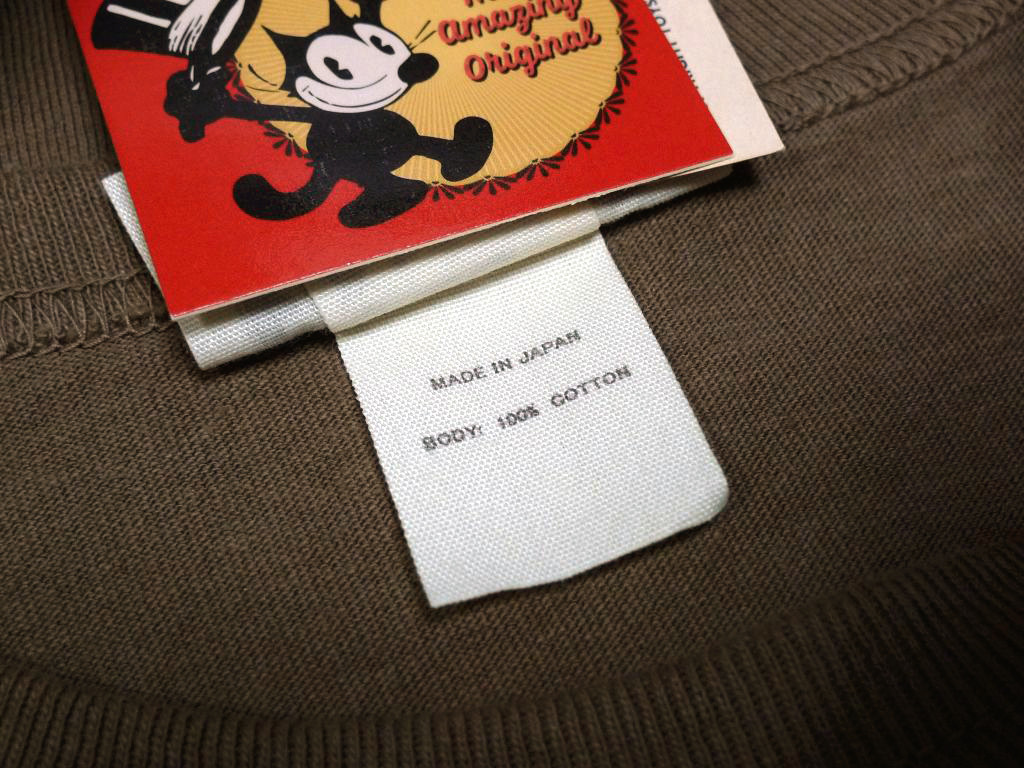 amazing
Original
MADE IN JAPAN
BODY: 100% COTTON